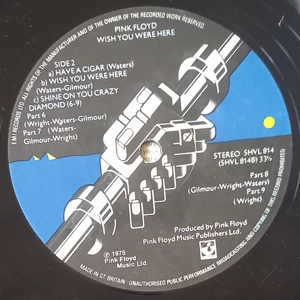 E M I RECORDS LTD. ALL RIGHTS OF THE MANUFACTURER AND OF THE OWNER OF THE RECORDED WORK RESERVED
PINK FLOYD
WISH YOU WERE HERE
SIDE 2
a) HAVE A CIGAR (Waters)
b) WISH YOU WERE HERE
(Waters-Gilmour)
c) SHINE ON YOU CRAZY
DIAMOND (6-9)
Part 6
(Wright-Waters-Gilmour)
Part 7 (Waters-
Gilmour-Wright)
STEREO SHVL 814
(SHVL 814B) 33⅓
Part 8
(Gilmour-Wright-Waters)
Part 9
(Wright)
Produced by Pink Floyd
Pink Floyd Music Publishers Ltd.
℗ 1975
Pink Floyd
Music Ltd.
MADE IN GT. BRITAIN · UNAUTHORISED PUBLIC PERFORMANCE BROADCASTING AND COPYING OF THIS RECORD PROHIBITED